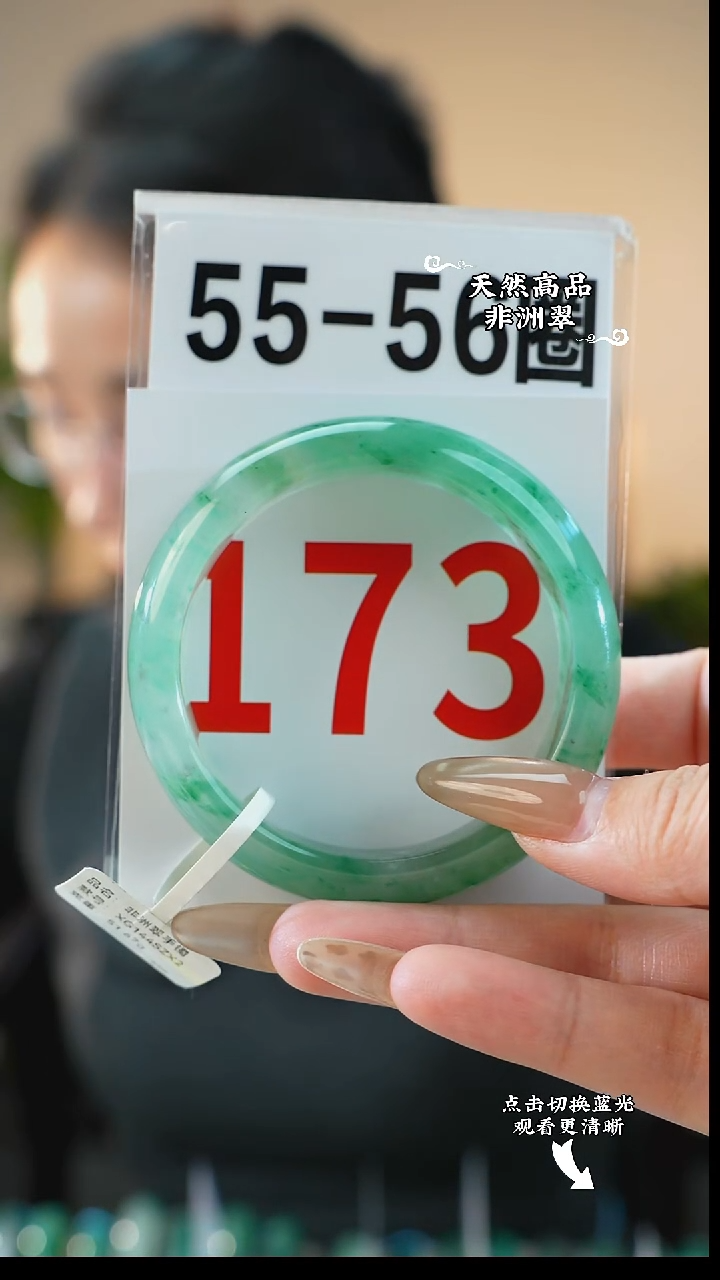 55-56圈
天然高品
非洲翠
173
点击切换蓝光
观看更清晰